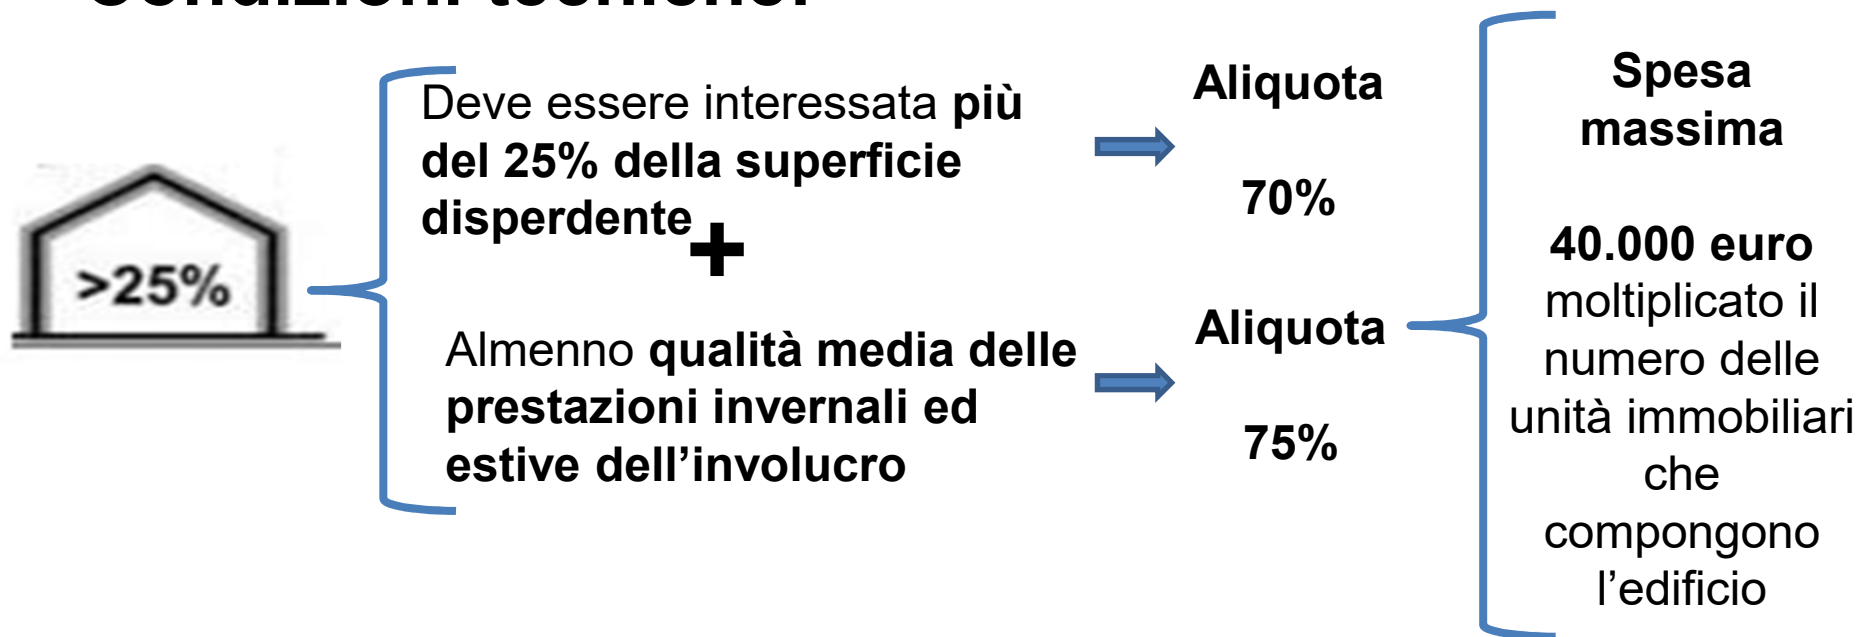 Condizioni tecniche:
>25%
Deve essere interessata più
del 25% della superficie
disperdente
+
Almenno qualità media delle
prestazioni invernali ed
estive dell’involucro
Aliquota
70%
Aliquota
75%
Spesa
massima
40.000 euro
moltiplicato il
numero delle
unità immobiliari
che
compongono
l’edificio